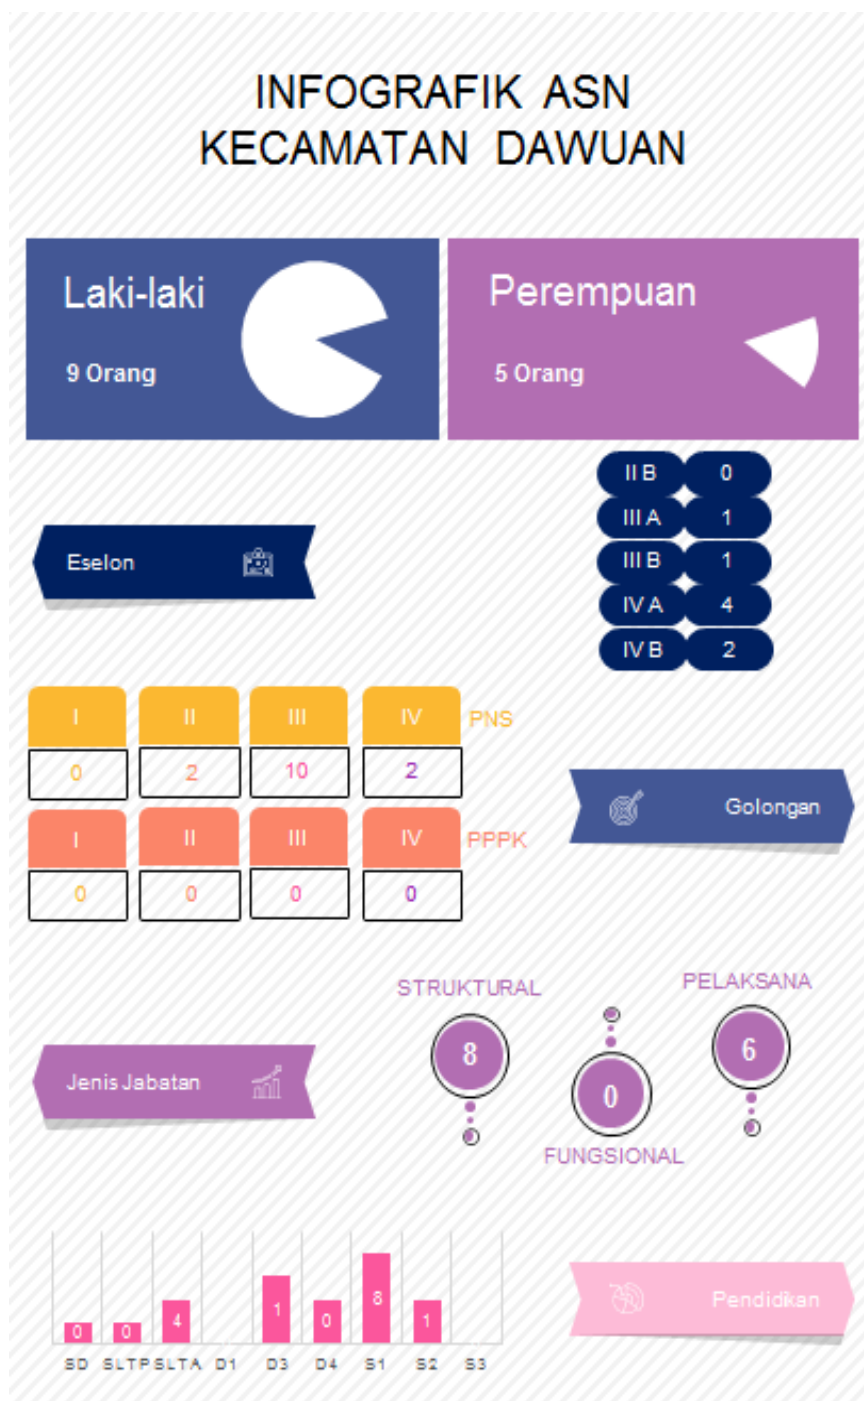 INFOGRAFIK ASN
KECAMATAN DAWUAN
Laki-laki
9 Orang
Perempuan
5 Orang
Eselon
II B 0
III A 1
III B 1
IV A 4
IV B 2
I II III IV PNS
0 2 10 2
I II III IV PPPK
0 0 0 0
Golongan
Jenis Jabatan
STRUKTURAL
8
0
FUNGSIONAL
PELAKSANA
6
0 0 4 1 0 8 1
SD SLTP SLTA D1 D3 D4 S1 S2 S3
Pendidikan